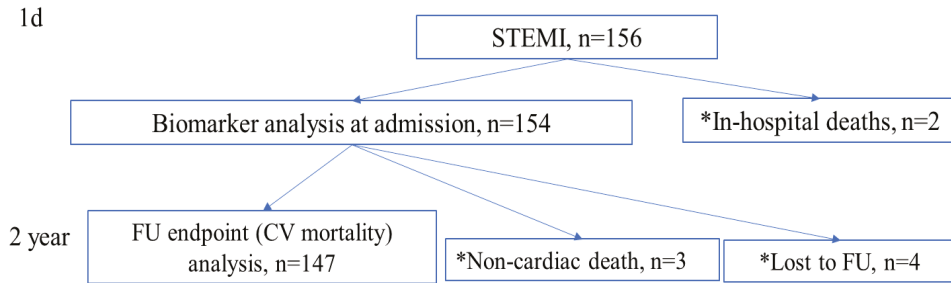 1d
STEMI, n=156
Biomarker analysis at admission, n=154
*In-hospital deaths, n=2
2 year
FU endpoint (CV mortality)
analysis, n=147
*Non-cardiac death, n=3
*Lost to FU, n=4